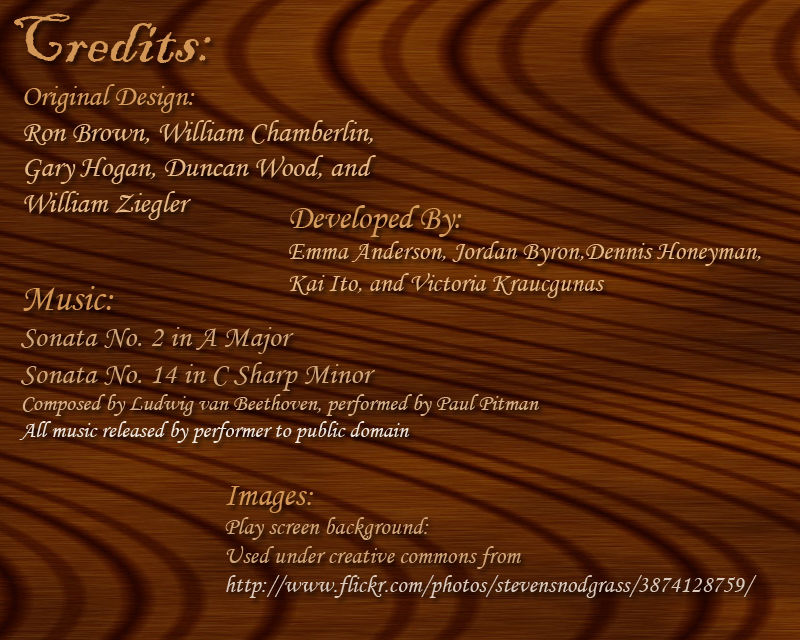 Credits:
Original Design:
Ron Brown, William Chamberlin,
Gary Hogan, Duncan Wood, and
William Ziegler
Developed By:
Emma Anderson, Jordan Byron,Dennis Honeyman,
Kai Ito, and Victoria Kraucgunas
Music:
Sonata No. 2 in A Major
Sonata No. 14 in C Sharp Minor
Composed by Ludwig van Beethoven, performed by Paul Pitman
All music released by performer to public domain
Images:
Play screen background:
Used under creative commons from
http://www.flickr.com/photos/stevensnodgrass/3874128759/